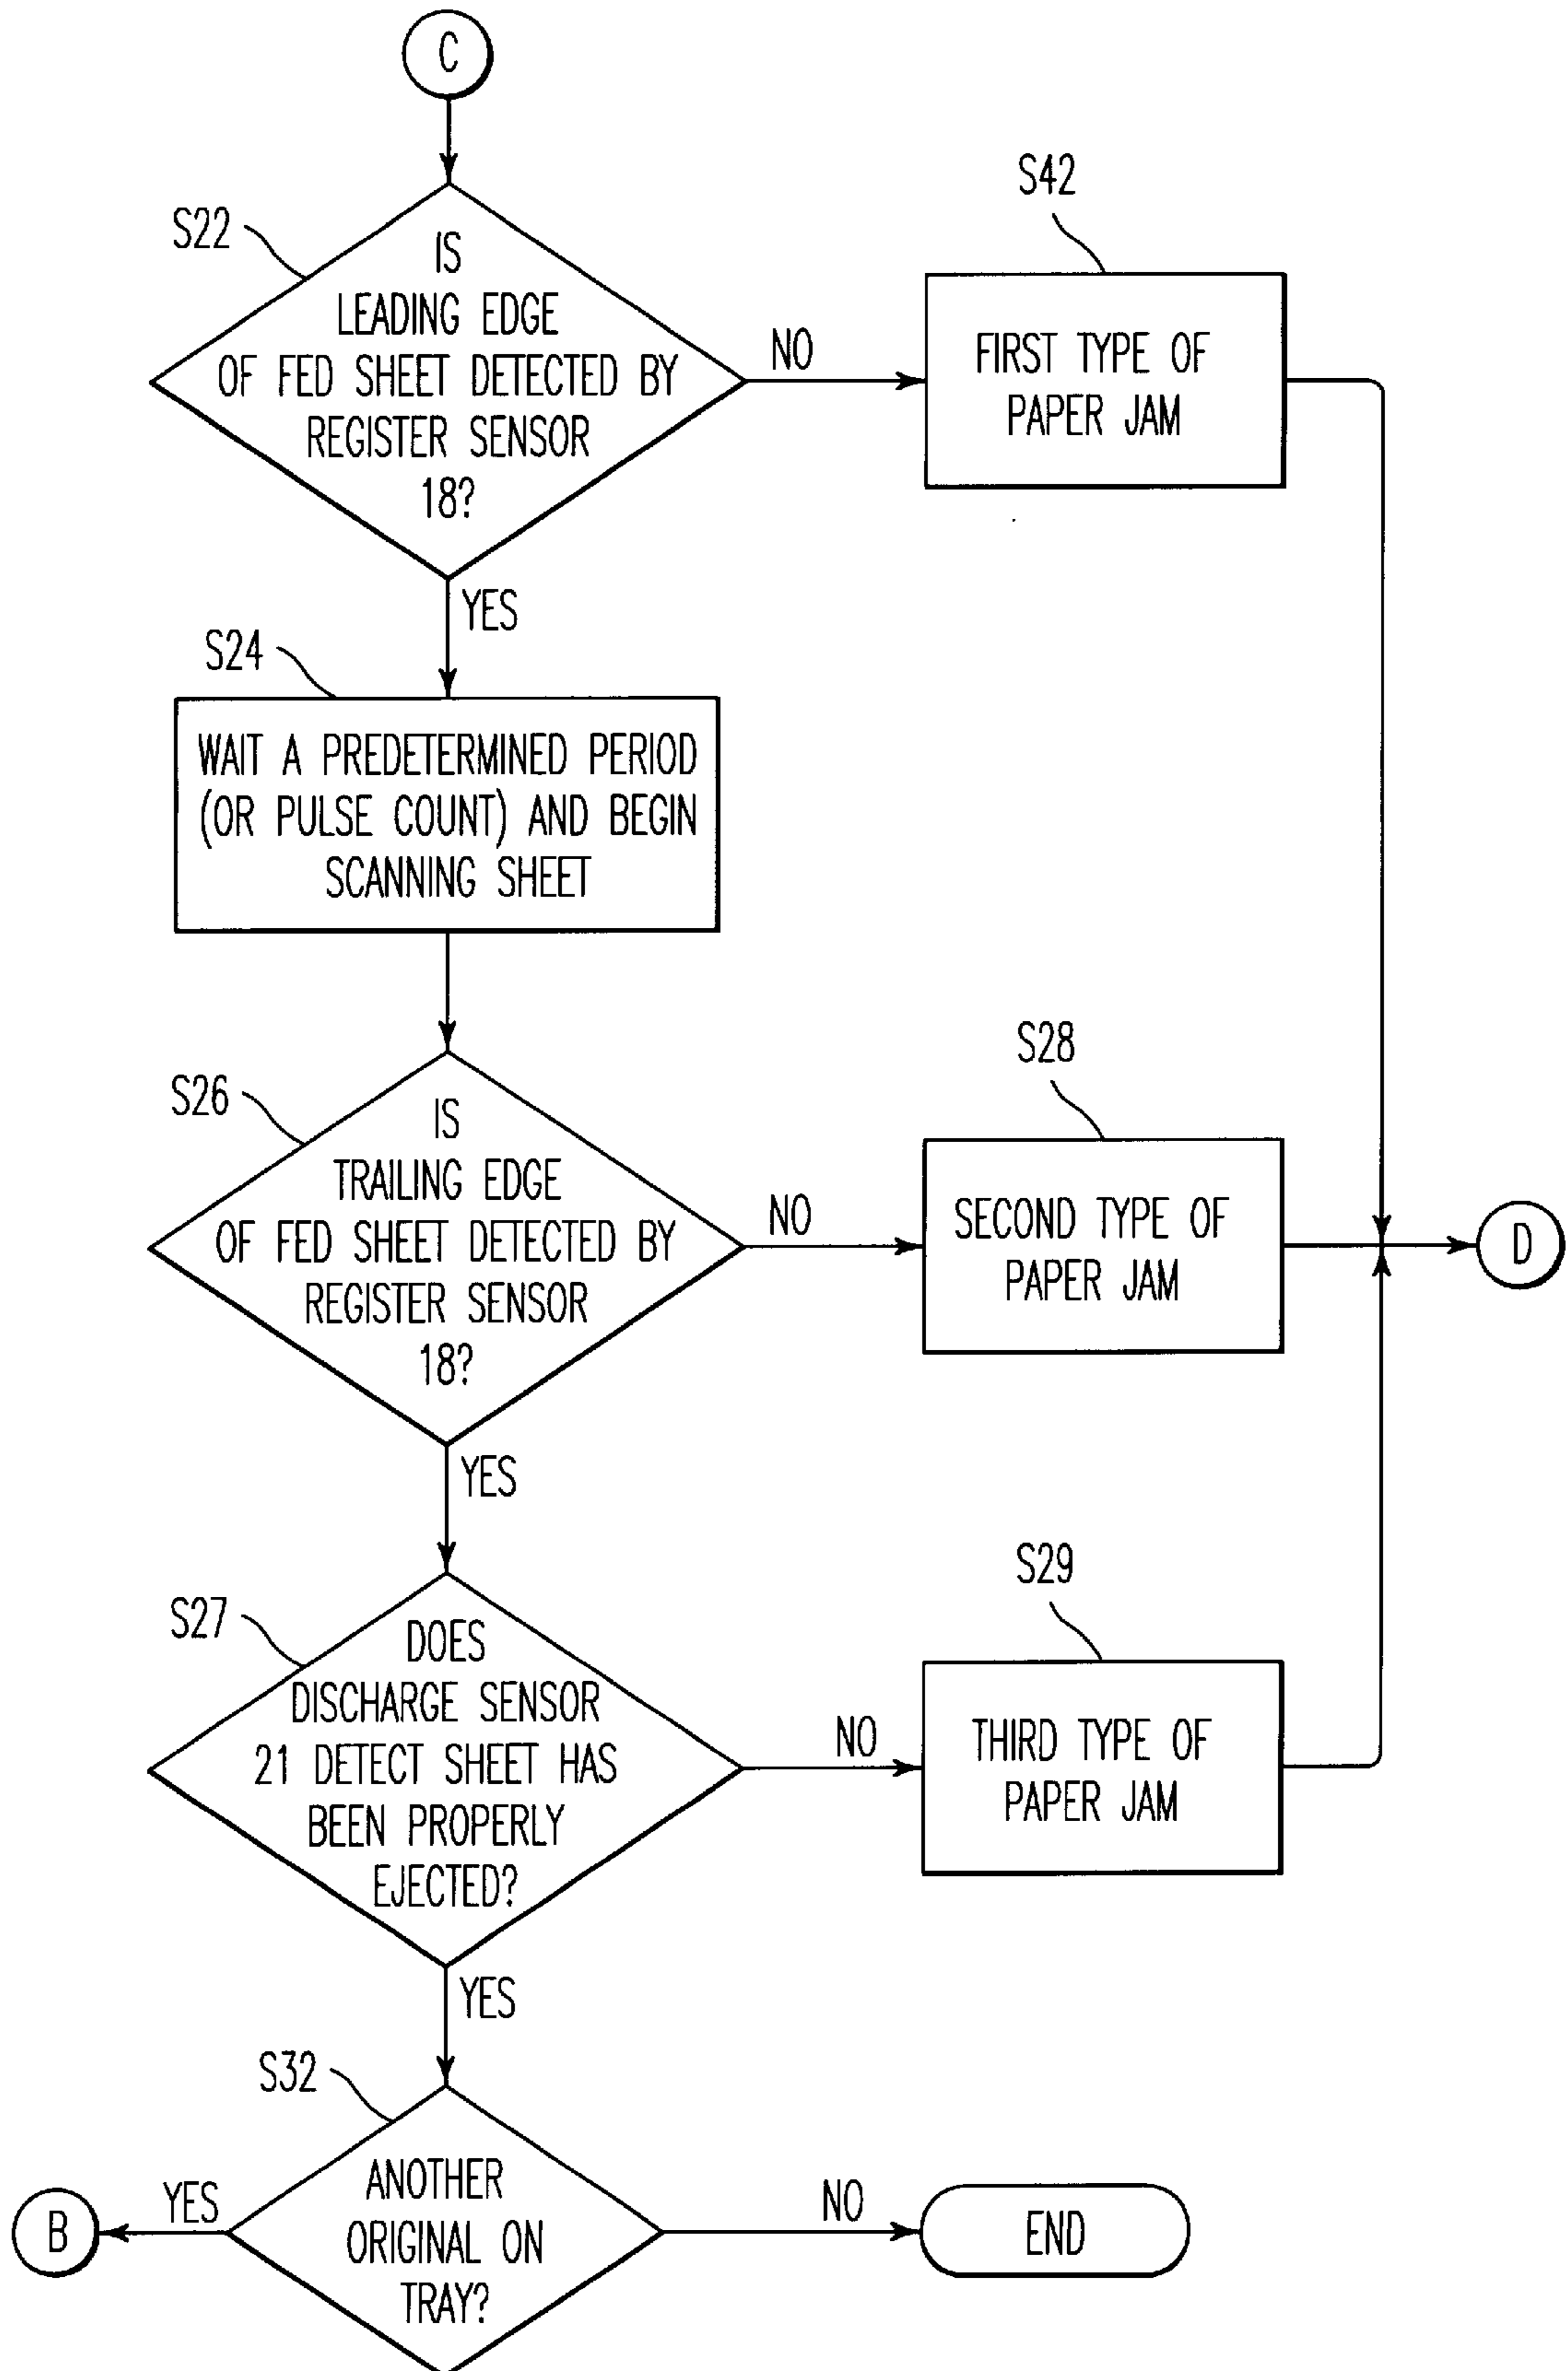 C
S22
IS
LEADING EDGE
OF FED SHEET DETECTED BY
REGISTER SENSOR
18?
NO
S42
FIRST TYPE OF
PAPER JAM
YES
S24
WAIT A PREDETERMINED PERIOD
(OR PULSE COUNT) AND BEGIN
SCANNING SHEET
S26
IS
TRAILING EDGE
OF FED SHEET DETECTED BY
REGISTER SENSOR
18?
NO
S28
SECOND TYPE OF
PAPER JAM
D
YES
S27
DOES
DISCHARGE SENSOR
21 DETECT SHEET HAS
BEEN PROPERLY
EJECTED?
NO
S29
THIRD TYPE OF
PAPER JAM
YES
S32
ANOTHER
ORIGINAL ON
TRAY?
YES
B
NO
END